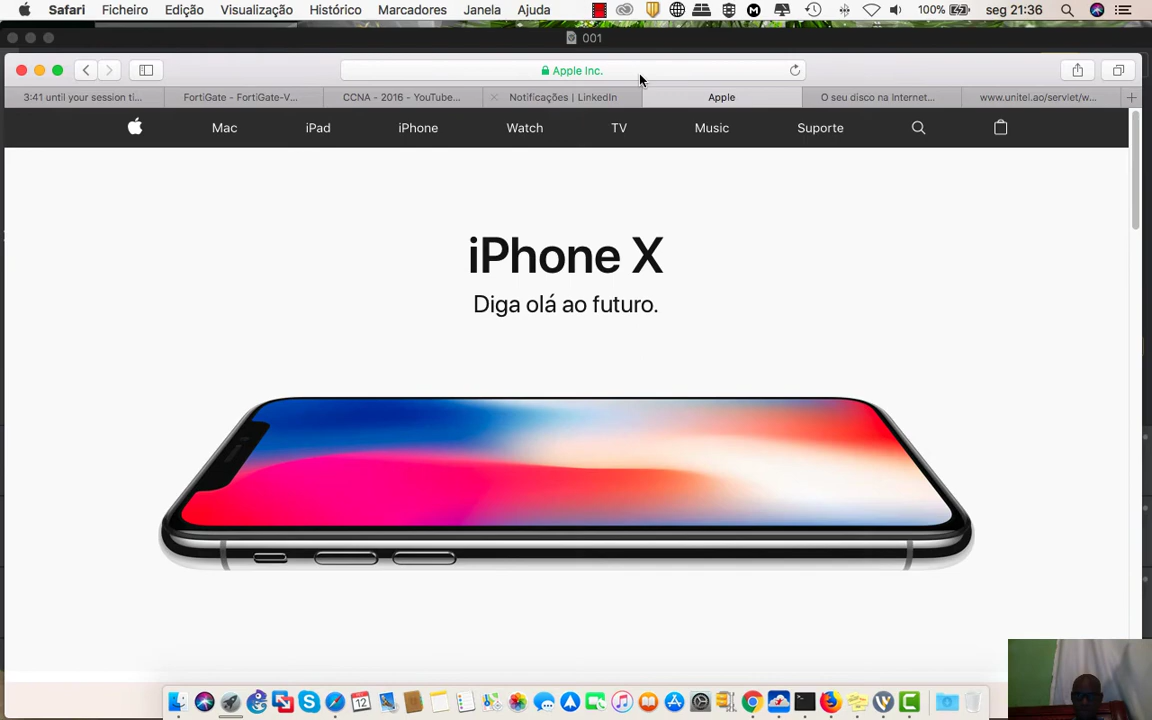 Safari Ficheiro Edição Visualização Histórico Marcadores Janela Ajuda 100% seg 21:36
001
Apple Inc.
3:41 until your session ti... FortiGate - FortiGate-V... CCNA - 2016 - YouTube... Notificações | LinkedIn Apple O seu disco na Internet... www.unitel.ao/servlet/w...
Mac iPad iPhone Watch TV Music Suporte
iPhone X
Diga olá ao futuro.
12